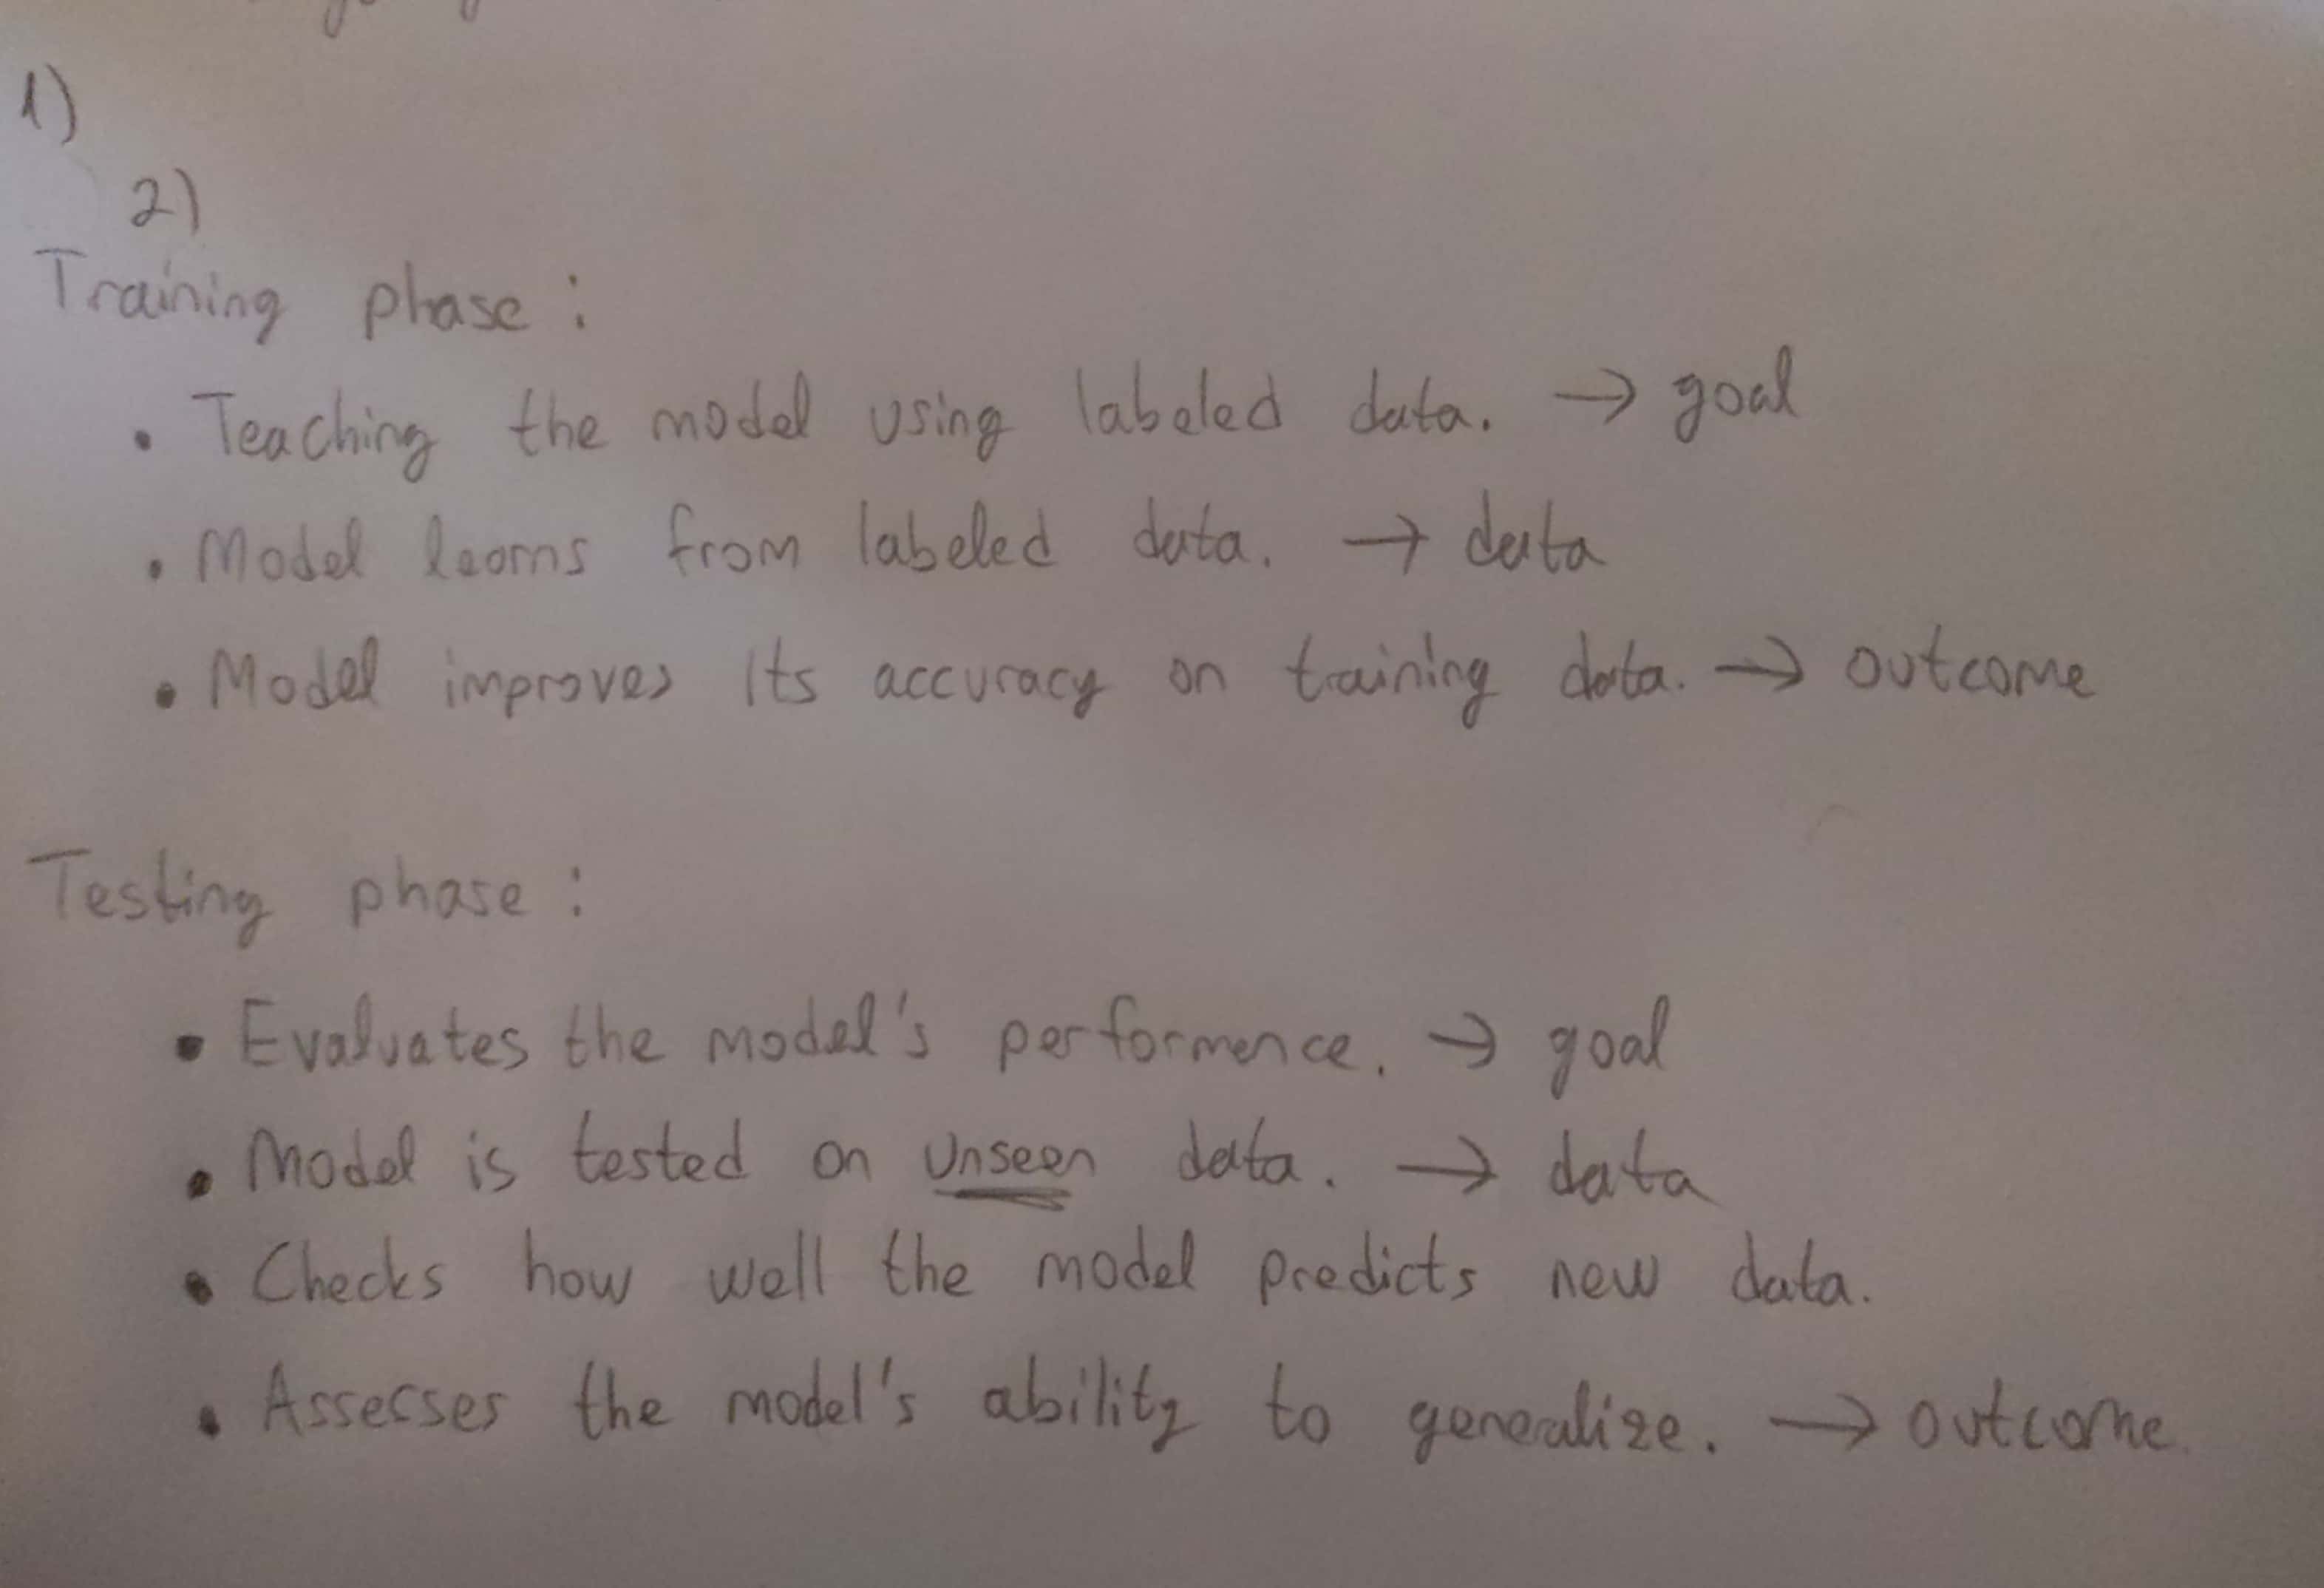 1)
2)
Training phase :
• Teaching the model using labeled data. → goal
• Model learns from labeled data. → data
• Model improves its accuracy on training data. → outcome
Testing phase :
• Evaluates the model's performence. → goal
• Model is tested on unseen data. → data
• Checks how well the model predicts new data.
• Assesses the model's ability to generalize. → outcome